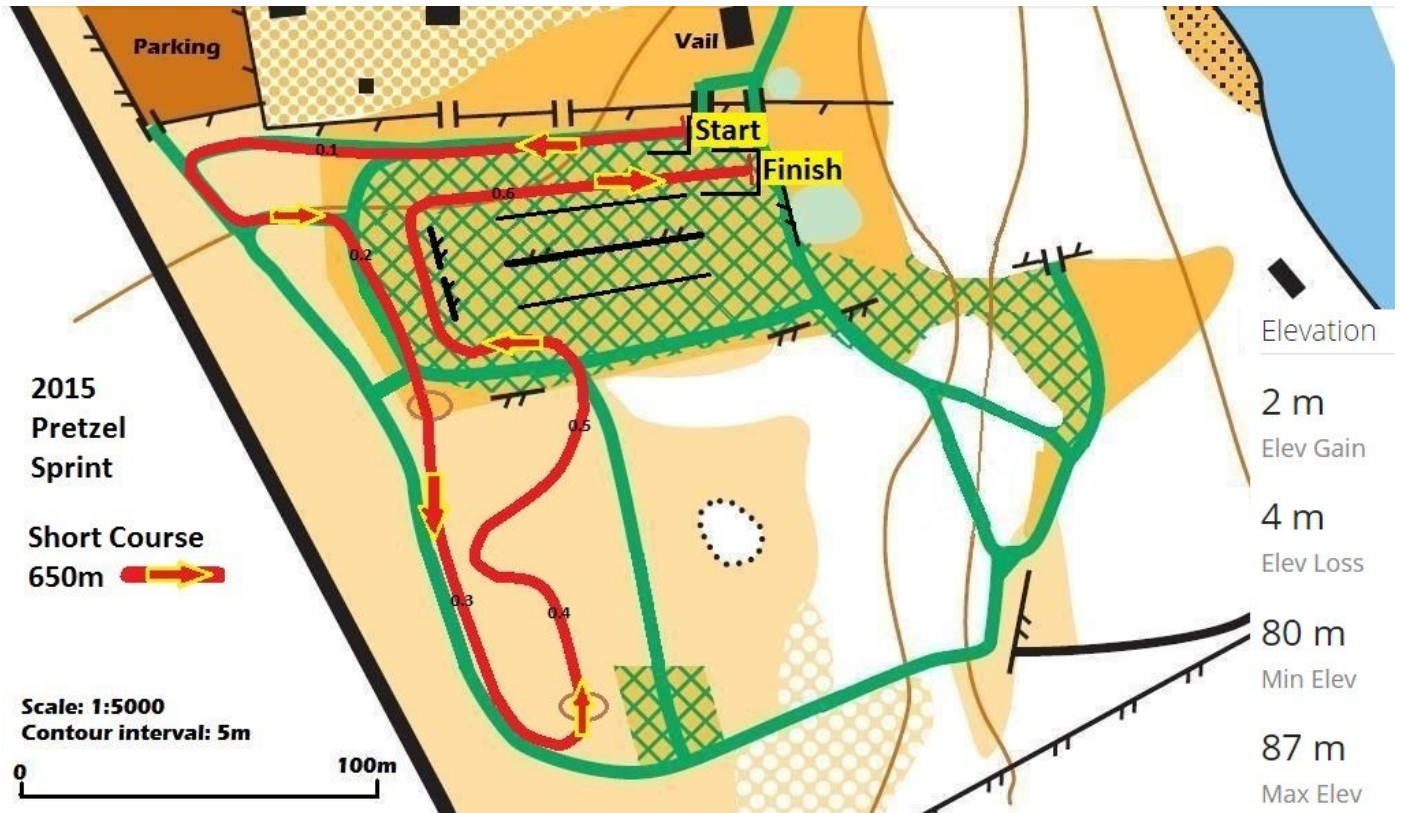 Parking
Vail
Start
Finish
0.1
0.6
0.2
Elevation
2 m
Elev Gain
2015
Pretzel
Sprint
0.5
4 m
Elev Loss
Short Course
650m
0.3
0.4
80 m
Min Elev
Scale: 1:5000
Contour interval: 5m
87 m
Max Elev
0 100m